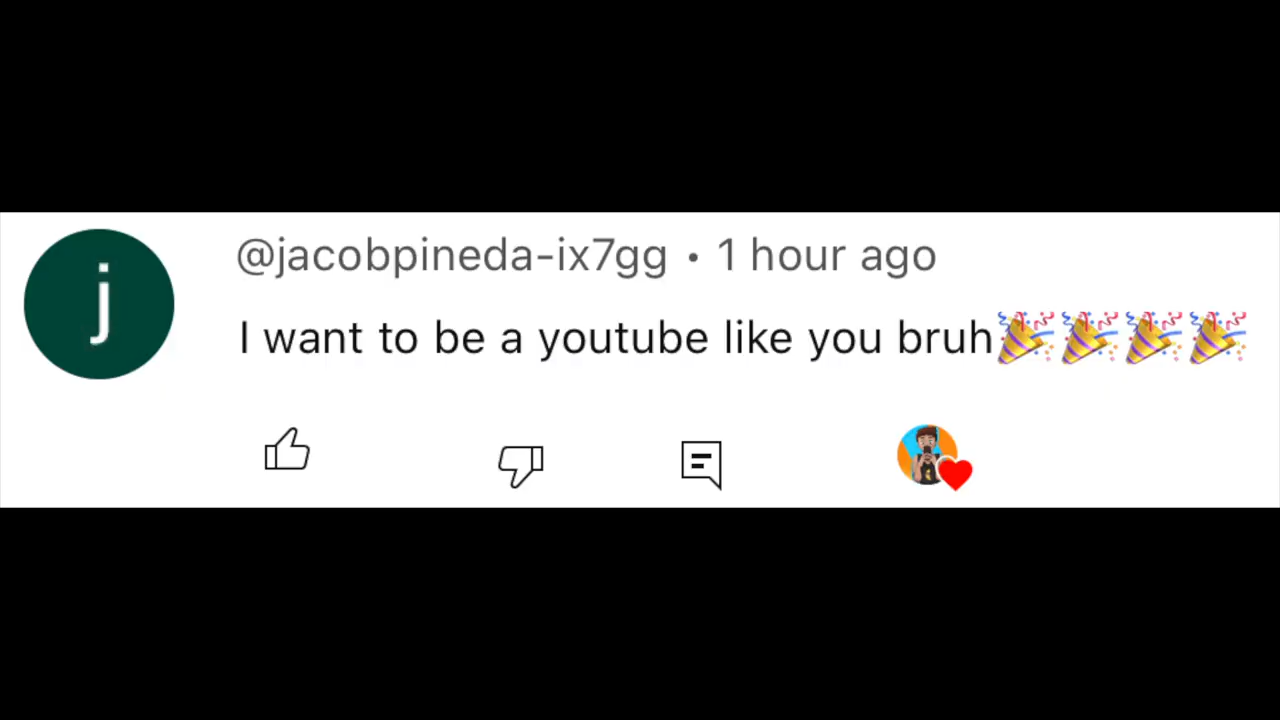 j
@jacobpineda-ix7gg • 1 hour ago
I want to be a youtube like you bruh🎉🎉🎉🎉